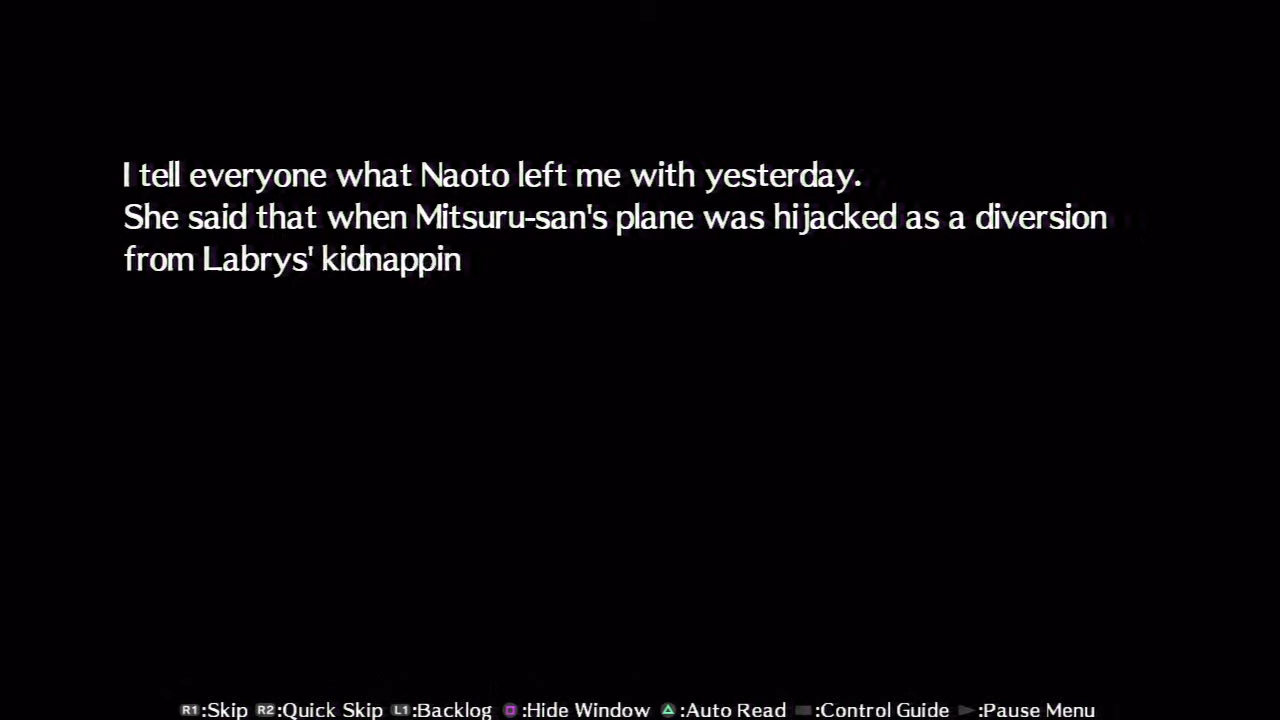 I tell everyone what Naoto left me with yesterday.
She said that when Mitsuru-san's plane was hijacked as a diversion
from Labrys' kidnappin
R1:Skip R2:Quick Skip L1:Backlog :Hide Window :Auto Read :Control Guide :Pause Menu